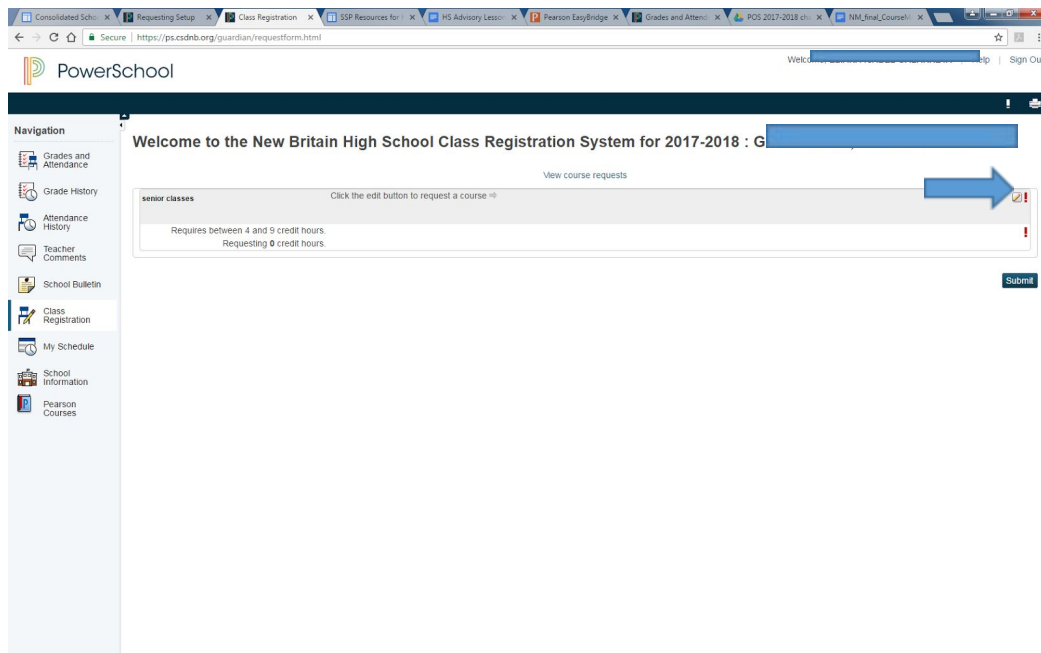 Consolidated Scho
Requesting Setup
Class Registration
SSP Resources for
HS Advisory Lesson
Pearson EasyBridge
Grades and Attend
POS 2017-2018
NM_final_CourseM
Secure | https://ps.csdnb.org/guardian/requestform.html
PowerSchool
Welco
elp | Sign Ou
Navigation
Grades and
Attendance
Grade History
Attendance
History
Teacher
Comments
School Bulletin
Class
Registration
My Schedule
School
Information
Pearson
Courses
Welcome to the New Britain High School Class Registration System for 2017-2018 : G
View course requests
senior classes Click the edit button to request a course ⇨
Requires between 4 and 9 credit hours.
Requesting 0 credit hours.
Submit